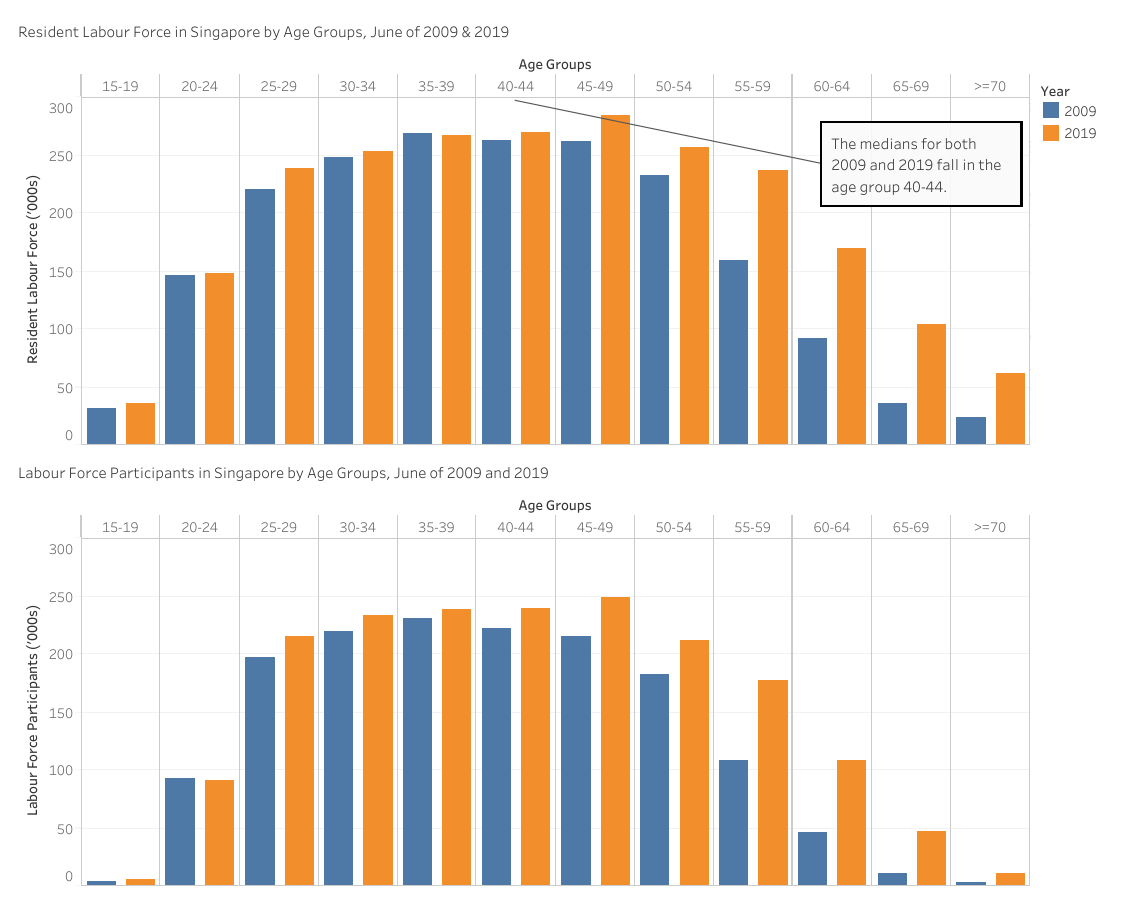 Resident Labour Force in Singapore by Age Groups, June of 2009 & 2019
Age Groups
15-19 20-24 25-29 30-34 35-39 40-44 45-49 50-54 55-59 60-64 65-69 >=70
Year
2009
2019
Resident Labour Force ('000s)
300
250
200
150
100
50
0
The medians for both
2009 and 2019 fall in the
age group 40-44.
Labour Force Participants in Singapore by Age Groups, June of 2009 and 2019
Age Groups
15-19 20-24 25-29 30-34 35-39 40-44 45-49 50-54 55-59 60-64 65-69 >=70
Labour Force Participants ('000s)
300
250
200
150
100
50
0